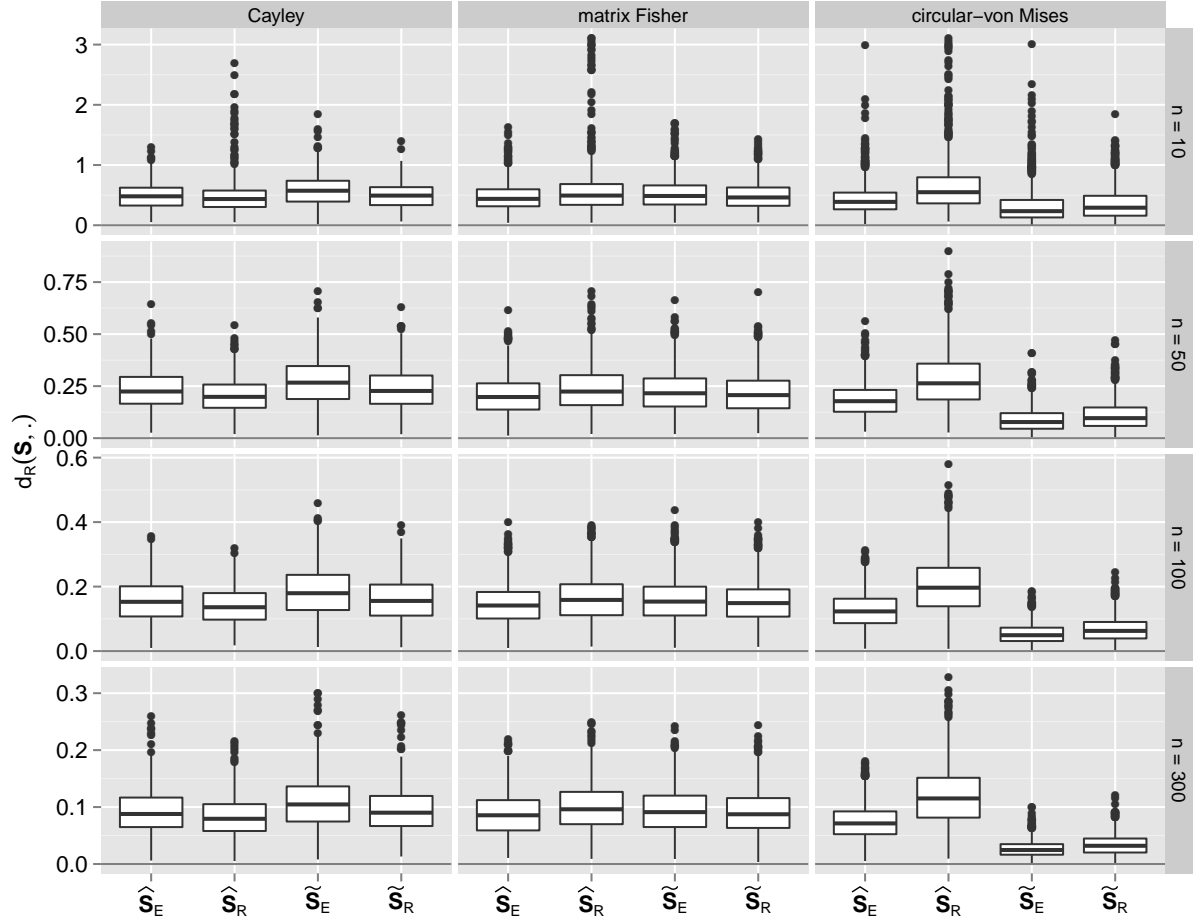 Cayley matrix Fisher circular−von Mises
3
2
1
0
n = 10
0.75
0.50
0.25
0.00
n = 50
d_R(S, .)
0.6
0.4
0.2
0.0
n = 100
0.3
0.2
0.1
0.0
n = 300
Ŝ_E Ŝ_R S̃_E S̃_R Ŝ_E Ŝ_R S̃_E S̃_R Ŝ_E Ŝ_R S̃_E S̃_R